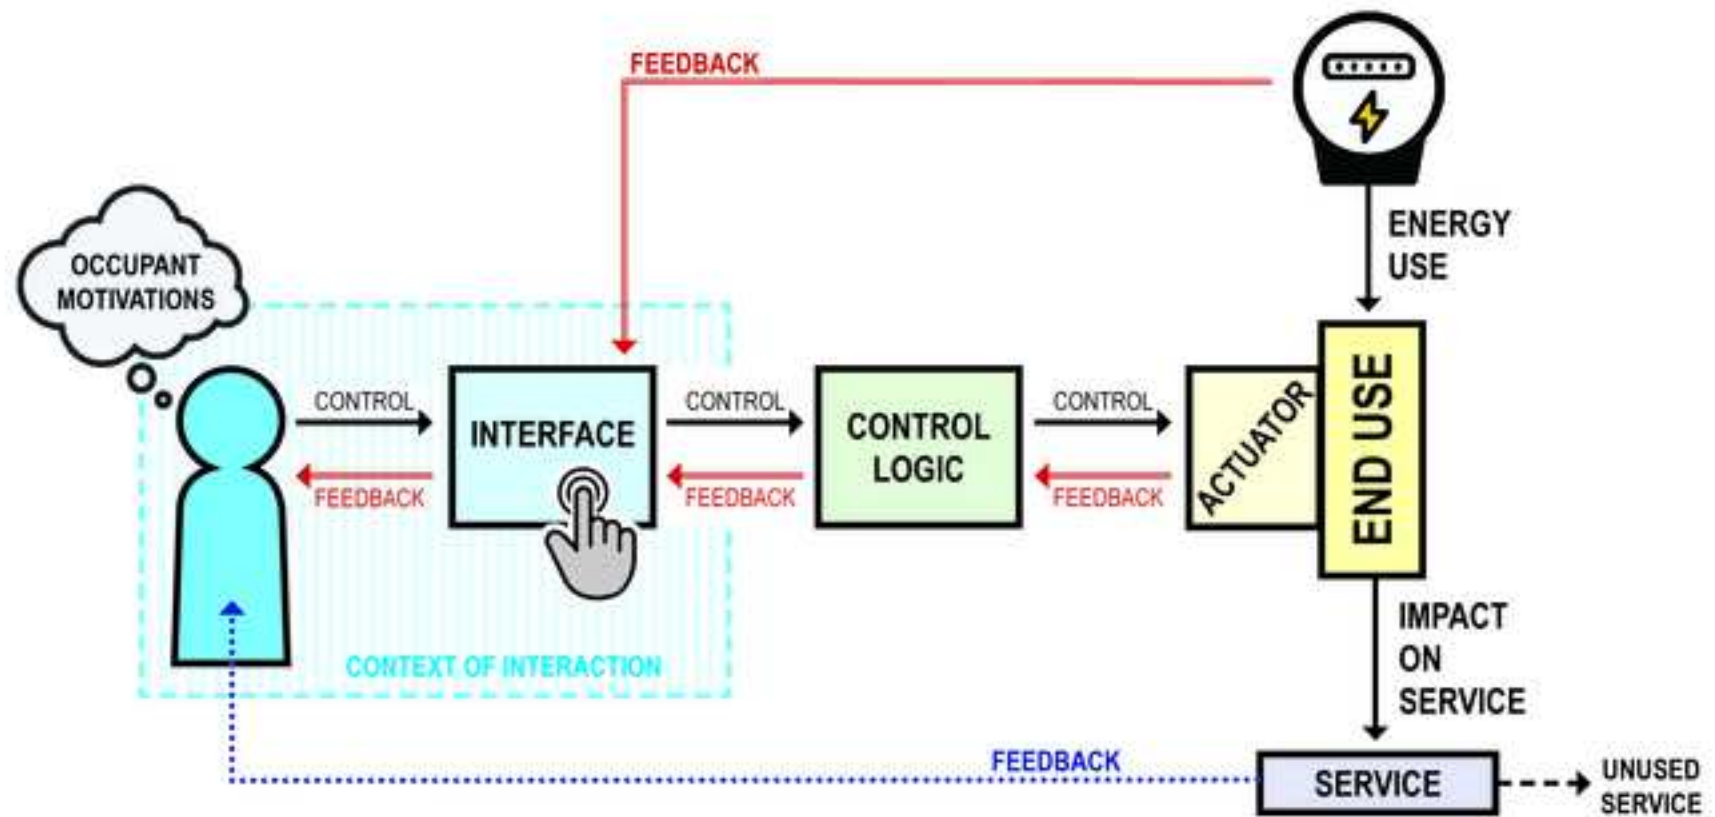 FEEDBACK
ENERGY
USE
OCCUPANT
MOTIVATIONS
CONTROL
CONTROL
CONTROL
INTERFACE
CONTROL
LOGIC
ACTUATOR
END USE
FEEDBACK
FEEDBACK
FEEDBACK
CONTEXT OF INTERACTION
IMPACT
ON
SERVICE
FEEDBACK
SERVICE
UNUSED
SERVICE